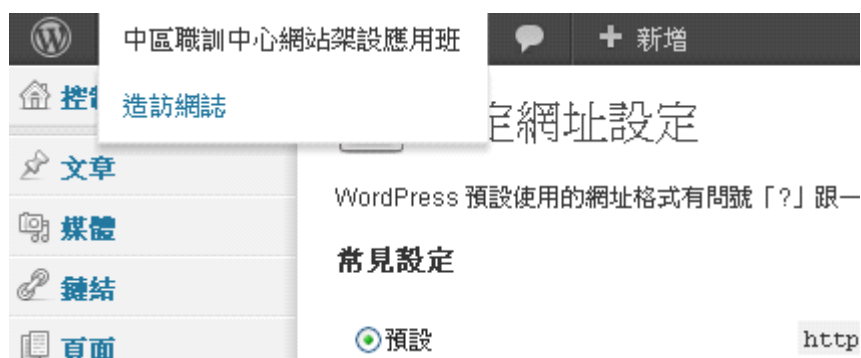 中區職訓中心網站架設應用班
新增
造訪網誌
定網址設定
文章
WordPress 預設使用的網址格式有問號「?」跟一
媒體
常見設定
鏈結
預設
http
頁面